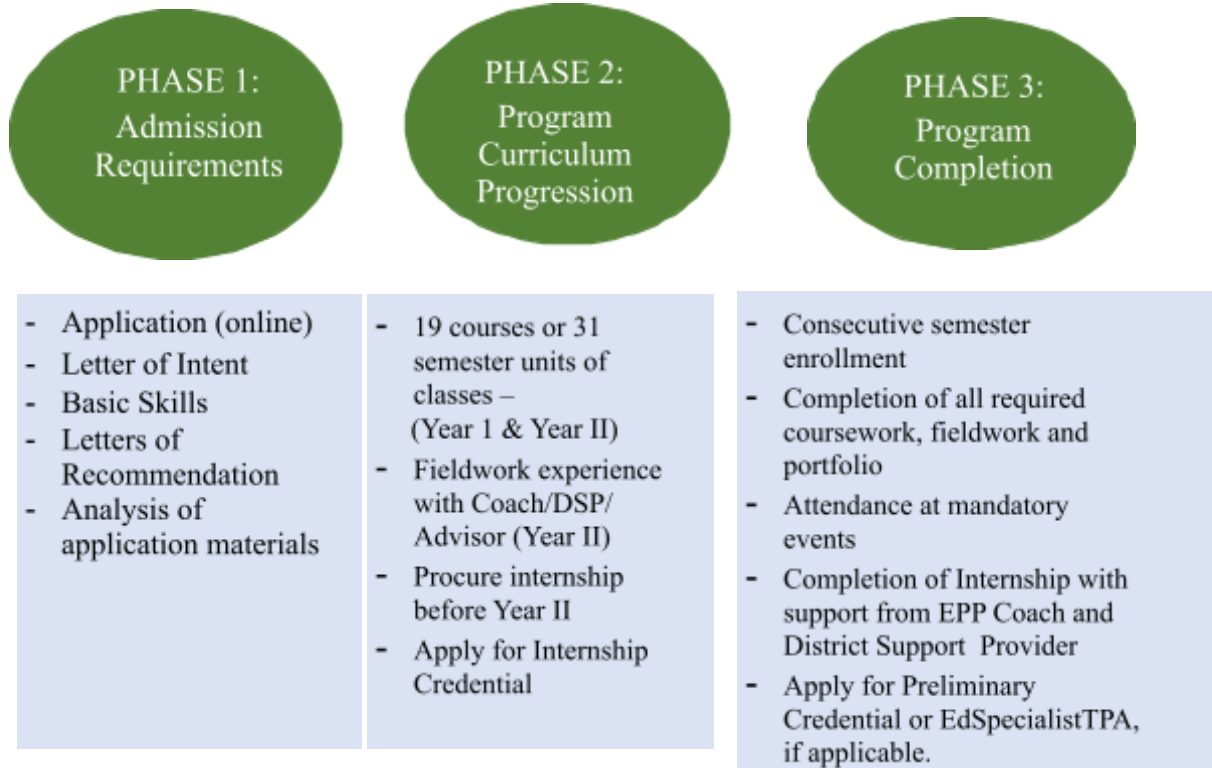 PHASE 1:
Admission
Requirements
PHASE 2:
Program
Curriculum
Progression
PHASE 3:
Program
Completion
- Application (online)
- Letter of Intent
- Basic Skills
- Letters of
Recommendation
- Analysis of
application materials
- 19 courses or 31
semester units of
classes –
(Year 1 & Year II)
- Fieldwork experience
with Coach/DSP/
Advisor (Year II)
- Procure internship
before Year II
- Apply for Internship
Credential
- Consecutive semester
enrollment
- Completion of all required
coursework, fieldwork and
portfolio
- Attendance at mandatory
events
- Completion of Internship with
support from EPP Coach and
District Support Provider
- Apply for Preliminary
Credential or EdSpecialistTPA,
if applicable.